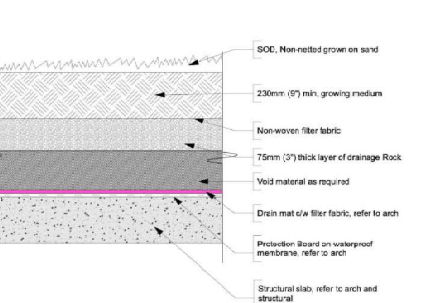 SOD, Non-netted grown on sand
230mm (9") min. growing medium
Non-woven filter fabric
75mm (3") thick layer of drainage Rock
Void material as required
Drain mat c/w filter fabric, refer to arch
Protection Board on waterproof
membrane, refer to arch
Structural slab, refer to arch and
structural